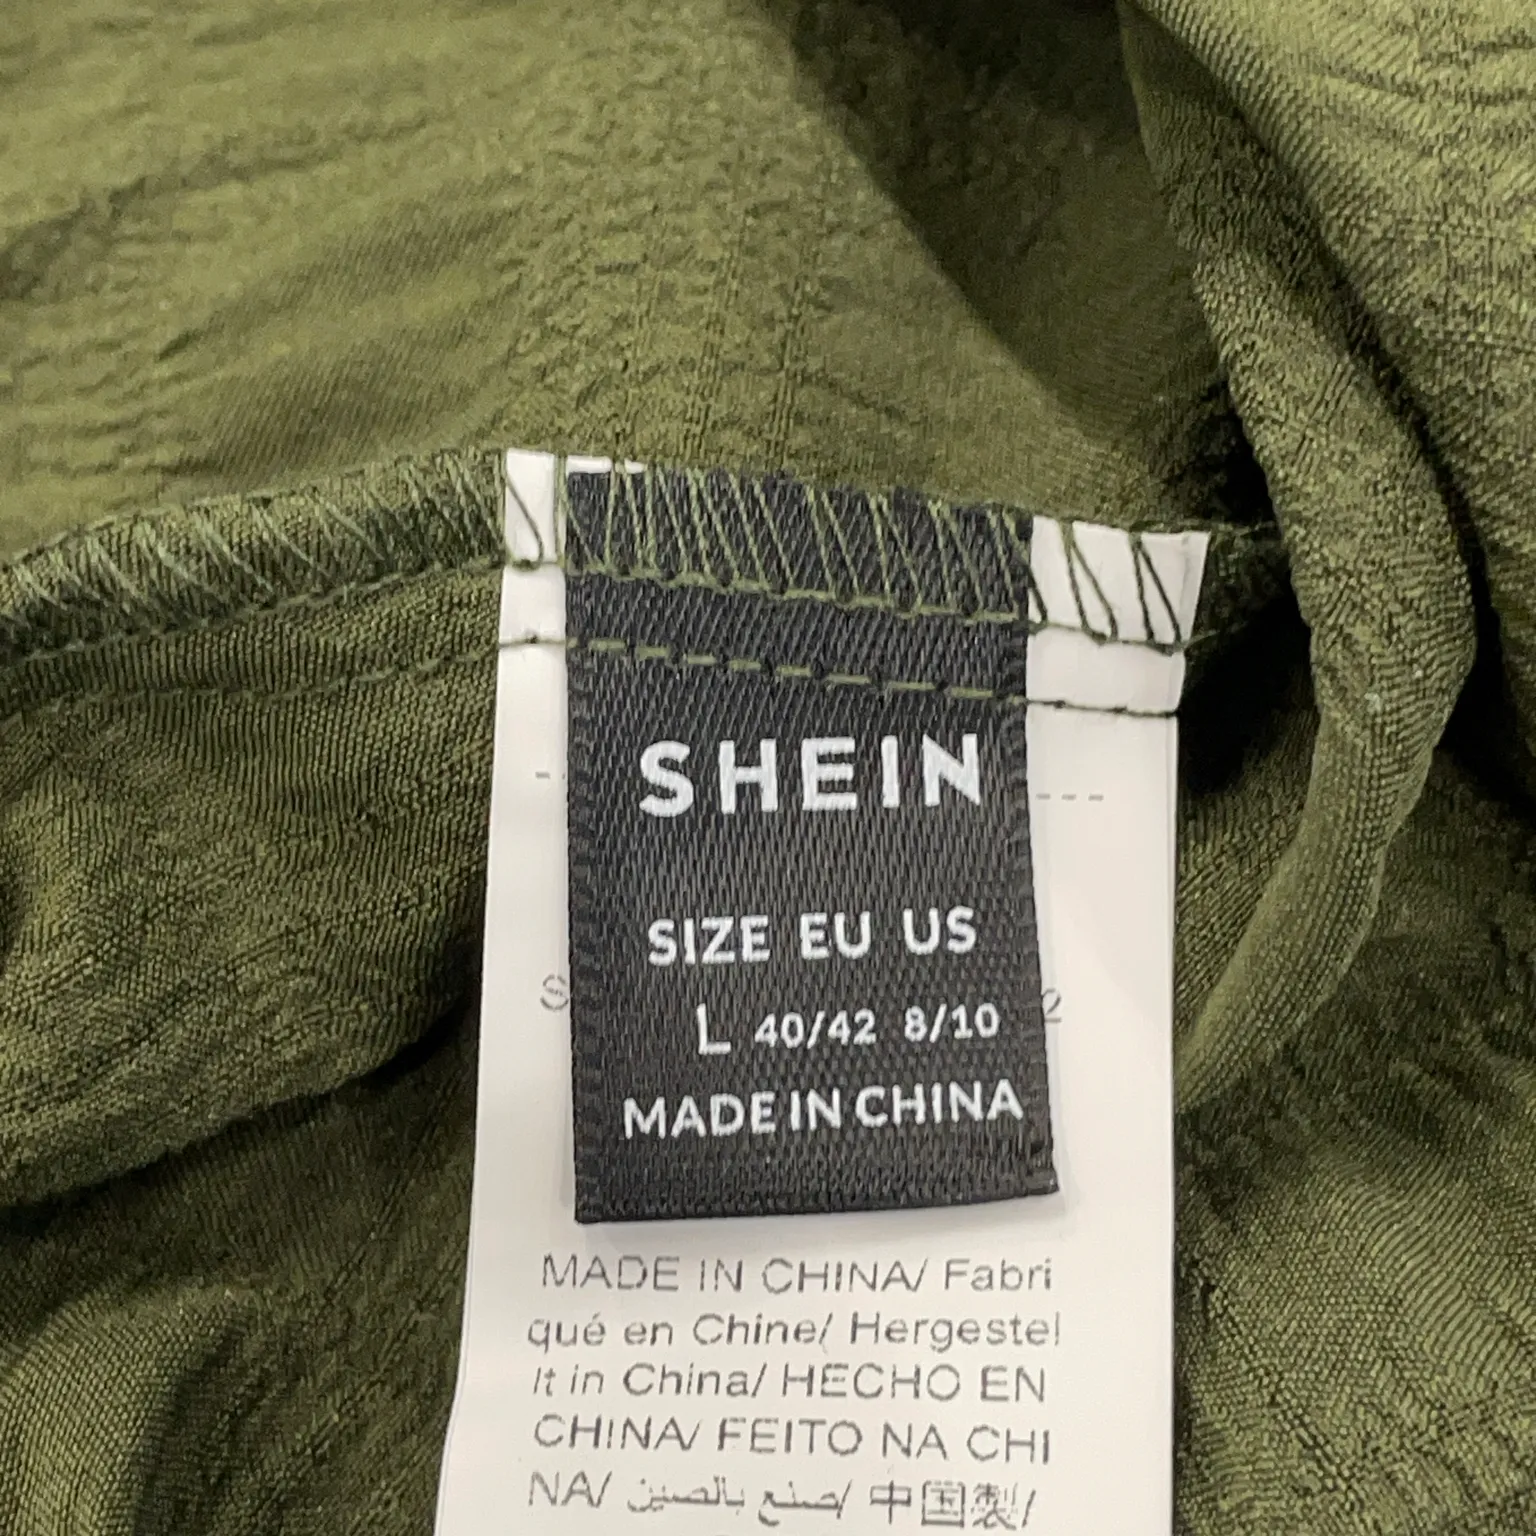 SHEIN
SIZE EU US
L 40/42 8/10
MADE IN CHINA
MADE IN CHINA/ Fabri
qué en Chine/ Hergestel
lt in China/ HECHO EN
CHINA/ FEITO NA CHI
NA/ صنع بالصين/ 中国製/